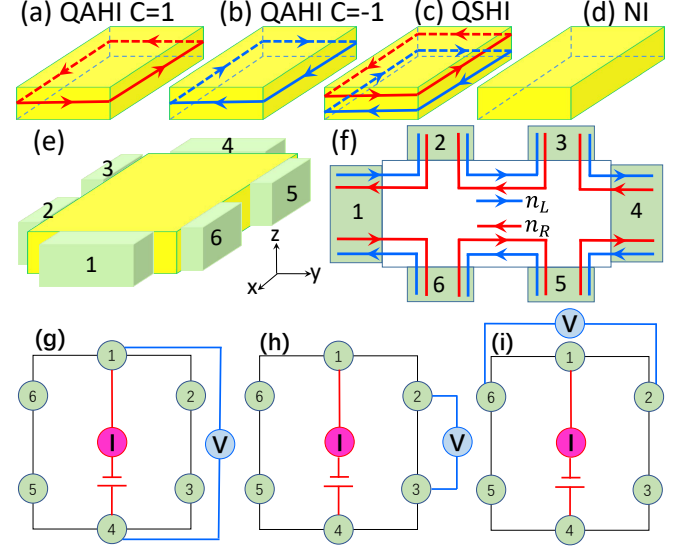 (a) QAHI C=1 (b) QAHI C=-1 (c) QSHI (d) NI
(e)
4
3
2
5
6
1
z
y
x
(f)
2 3
1 4
n_L
n_R
6 5
(g)
1
6 2
I V
5 3
4
(h)
1
6 2
I V
5 3
4
(i)
V
1
6 2
I
5 3
4